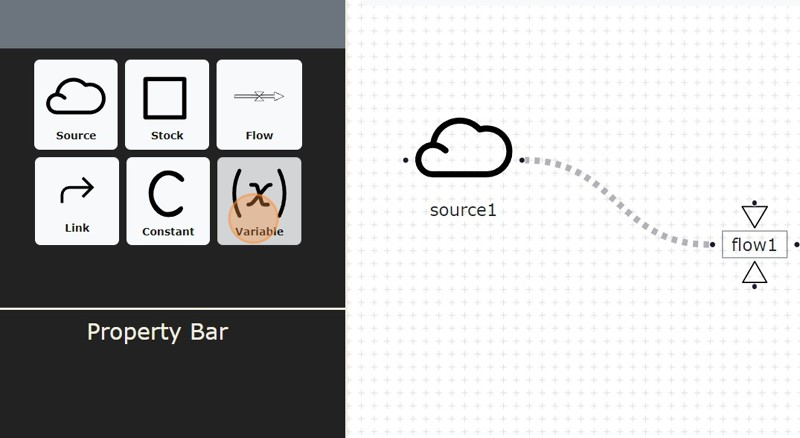 Source
Stock
Flow
Link
C
Constant
(x)
Variable
Property Bar
source1
flow1